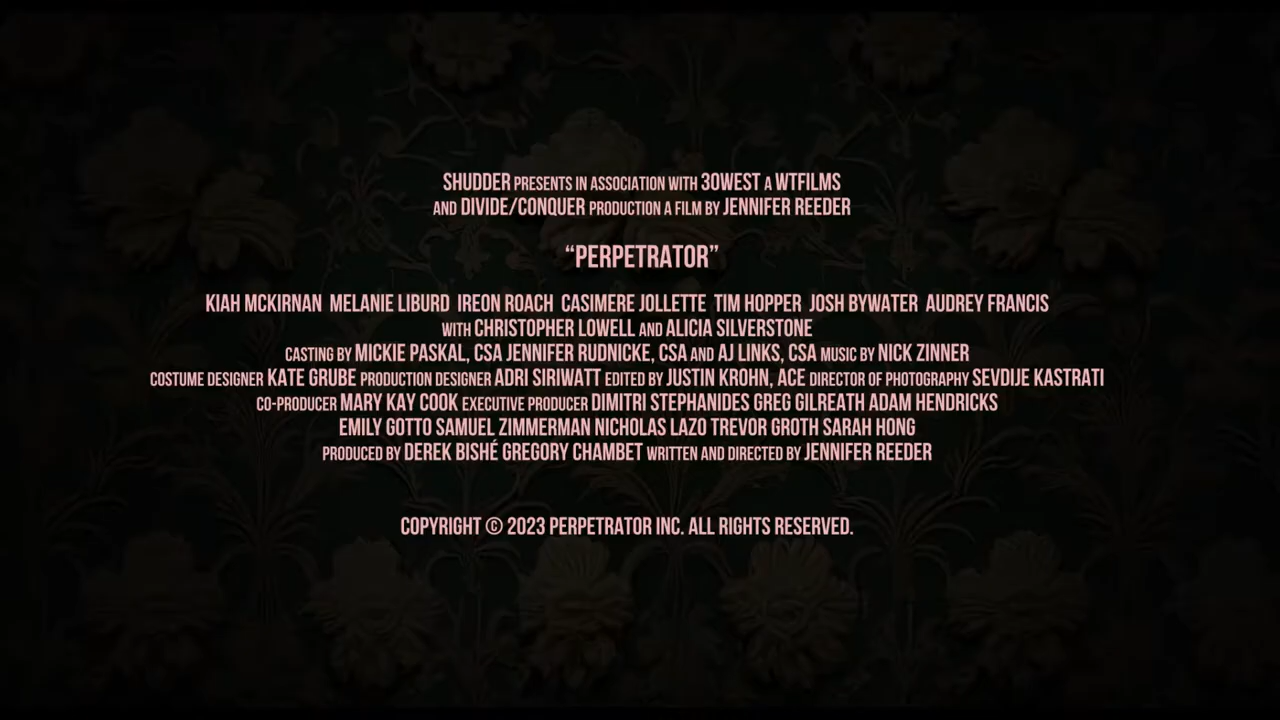 SHUDDER PRESENTS IN ASSOCIATION WITH 30WEST A WTFILMS
AND DIVIDE/CONQUER PRODUCTION A FILM BY JENNIFER REEDER
“PERPETRATOR”
KIAH MCKIRNAN MELANIE LIBURD IREON ROACH CASIMERE JOLLETTE TIM HOPPER JOSH BYWATER AUDREY FRANCIS
WITH CHRISTOPHER LOWELL AND ALICIA SILVERSTONE
CASTING BY MICKIE PASKAL, CSA JENNIFER RUDNICKE, CSA AND AJ LINKS, CSA MUSIC BY NICK ZINNER
COSTUME DESIGNER KATE GRUBE PRODUCTION DESIGNER ADRI SIRIWATT EDITED BY JUSTIN KROHN, ACE DIRECTOR OF PHOTOGRAPHY SEVDIJE KASTRATI
CO-PRODUCER MARY KAY COOK EXECUTIVE PRODUCER DIMITRI STEPHANIDES GREG GILREATH ADAM HENDRICKS
EMILY GOTTO SAMUEL ZIMMERMAN NICHOLAS LAZO TREVOR GROTH SARAH HONG
PRODUCED BY DEREK BISHÉ GREGORY CHAMBET WRITTEN AND DIRECTED BY JENNIFER REEDER
COPYRIGHT © 2023 PERPETRATOR INC. ALL RIGHTS RESERVED.